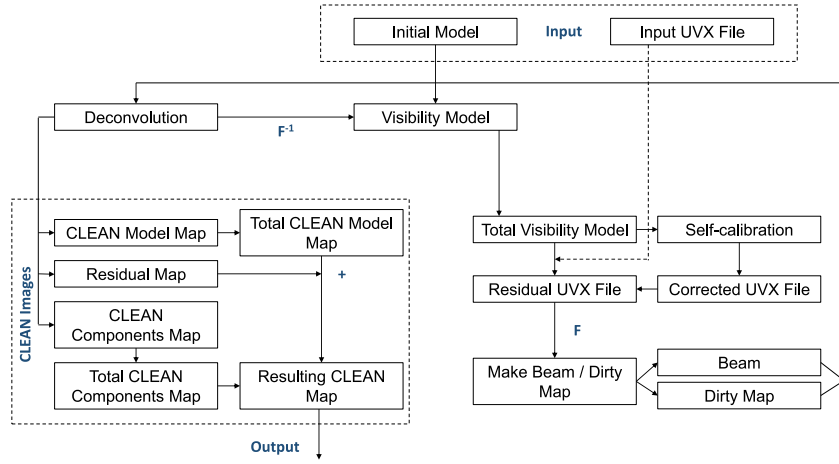 Initial Model
Input
Input UVX File
Deconvolution
F-1
Visibility Model
CLEAN Images
CLEAN Model Map
Total CLEAN Model
Map
Residual Map
+
CLEAN
Components Map
Total CLEAN
Components Map
Resulting CLEAN
Map
Output
Total Visibility Model
Self-calibration
Residual UVX File
Corrected UVX File
F
Make Beam / Dirty
Map
Beam
Dirty Map